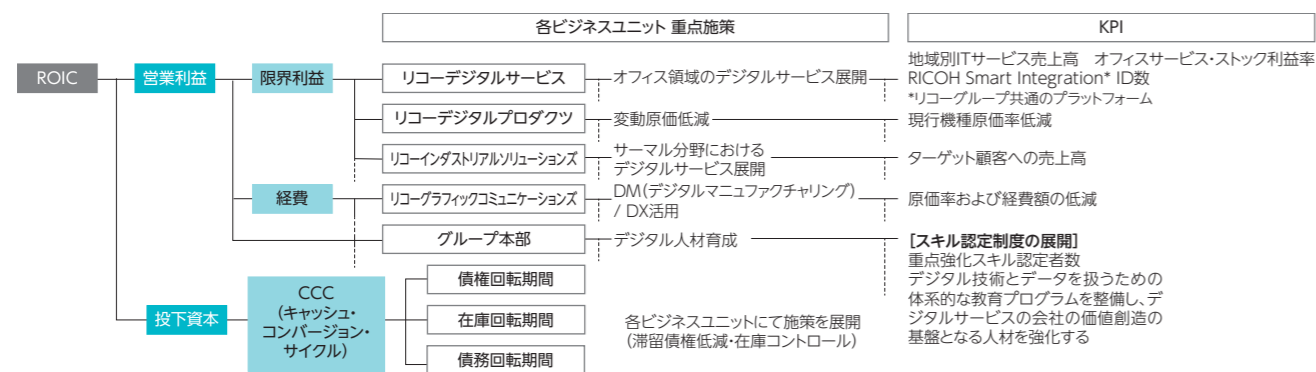 各ビジネスユニット 重点施策
KPI
ROIC
営業利益
限界利益
リコーデジタルサービス
オフィス領域のデジタルサービス展開
地域別ITサービス売上高　オフィスサービス・ストック利益率
RICOH Smart Integration* ID数
*リコーグループ共通のプラットフォーム
リコーデジタルプロダクツ
変動原価低減
現行機種原価率低減
リコーインダストリアルソリューションズ
サーマル分野における
デジタルサービス展開
ターゲット顧客への売上高
経費
リコーグラフィックコミュニケーションズ
DM(デジタルマニュファクチャリング)
/ DX活用
原価率および経費額の低減
グループ本部
デジタル人材育成
[スキル認定制度の展開]
重点強化スキル認定者数
デジタル技術とデータを扱うための
体系的な教育プログラムを整備し、デ
ジタルサービスの会社の価値創造の
基盤となる人材を強化する
投下資本
CCC
(キャッシュ・
コンバージョン・
サイクル)
債権回転期間
在庫回転期間
債務回転期間
各ビジネスユニットにて施策を展開
(滞留債権低減・在庫コントロール)